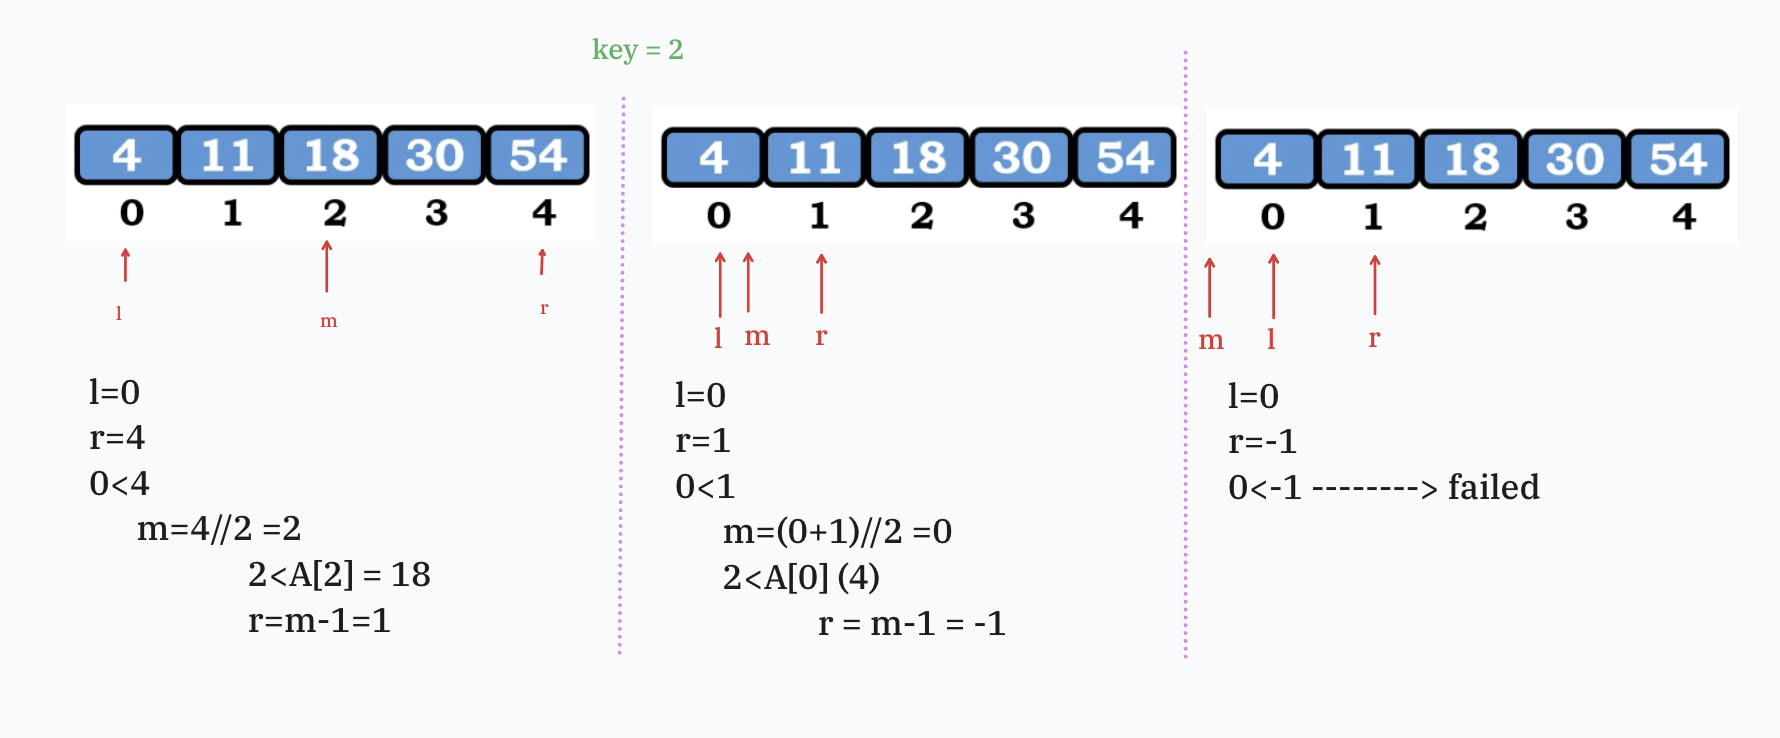 key = 2
4 11 18 30 54
0 1 2 3 4
l m r
l=0
r=4
0<4
m=4//2 =2
2<A[2] = 18
r=m-1=1
4 11 18 30 54
0 1 2 3 4
l m r
l=0
r=1
0<1
m=(0+1)//2 =0
2<A[0] (4)
r = m-1 = -1
4 11 18 30 54
0 1 2 3 4
m l r
l=0
r=-1
0<-1 --------> failed